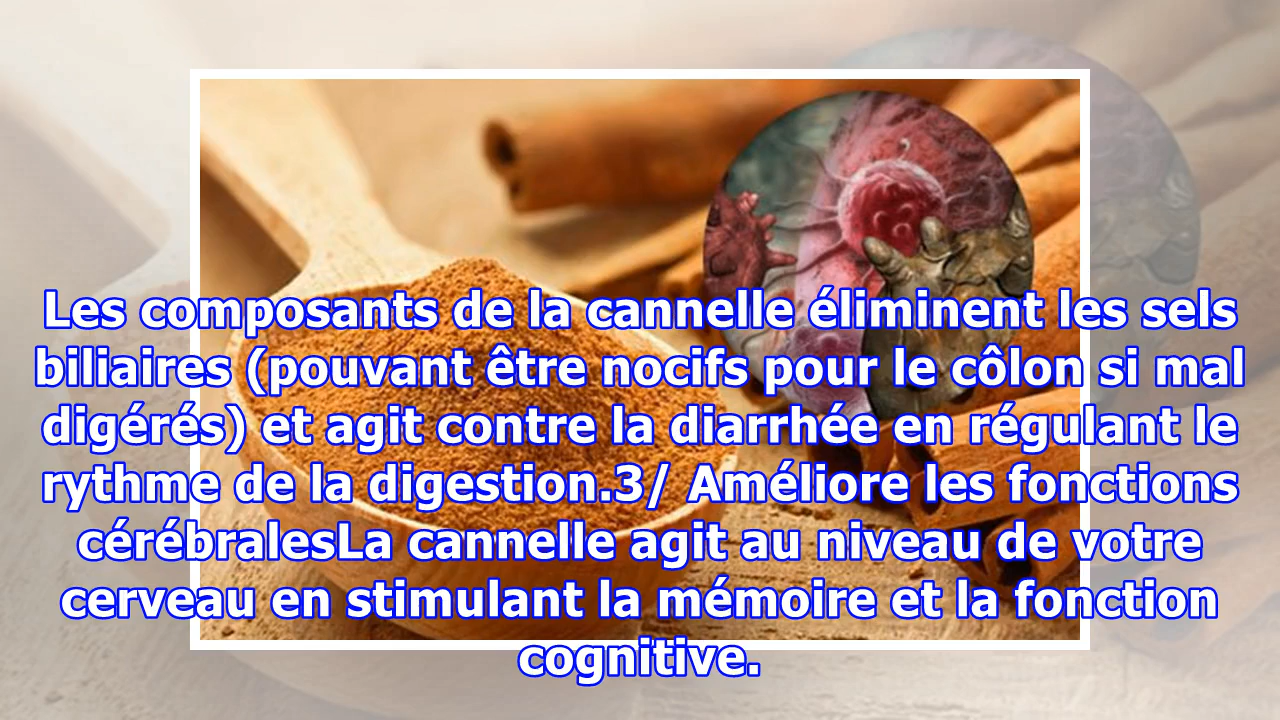 Les composants de la cannelle éliminent les sels
biliaires (pouvant être nocifs pour le côlon si mal
digérés) et agit contre la diarrhée en régulant le
rythme de la digestion.3/ Améliore les fonctions
cérébralesLa cannelle agit au niveau de votre
cerveau en stimulant la mémoire et la fonction
cognitive.